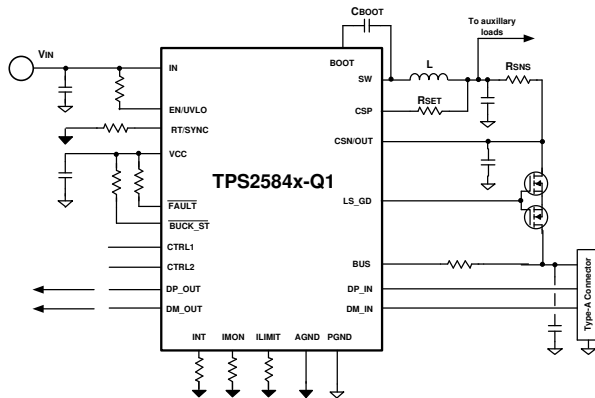 CBOOT
To auxillary
loads
VIN
IN
BOOT
SW
L
RSNS
EN/UVLO
CSP
RSET
RT/SYNC
CSN/OUT
VCC
TPS2584x-Q1
FAULT
LS_GD
BUCK_ST
CTRL1
CTRL2
BUS
DP_OUT
DP_IN
DM_OUT
DM_IN
Type-A Connector
INT
IMON
ILIMIT
AGND
PGND